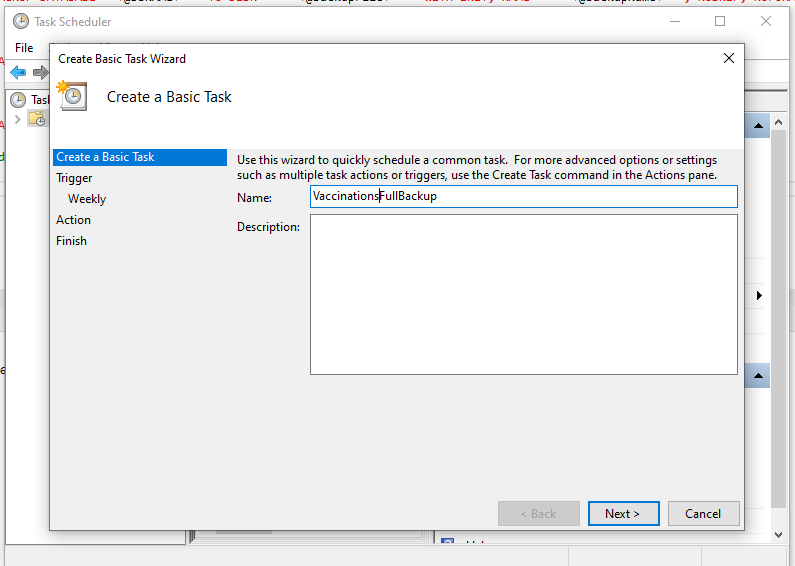 Task Scheduler
File
Create Basic Task Wizard
Create a Basic Task
Task
Create a Basic Task
Trigger
Weekly
Action
Finish
Use this wizard to quickly schedule a common task. For more advanced options or settings
such as multiple task actions or triggers, use the Create Task command in the Actions pane.
Name:
VaccinationsFullBackup
Description:
< Back
Next >
Cancel